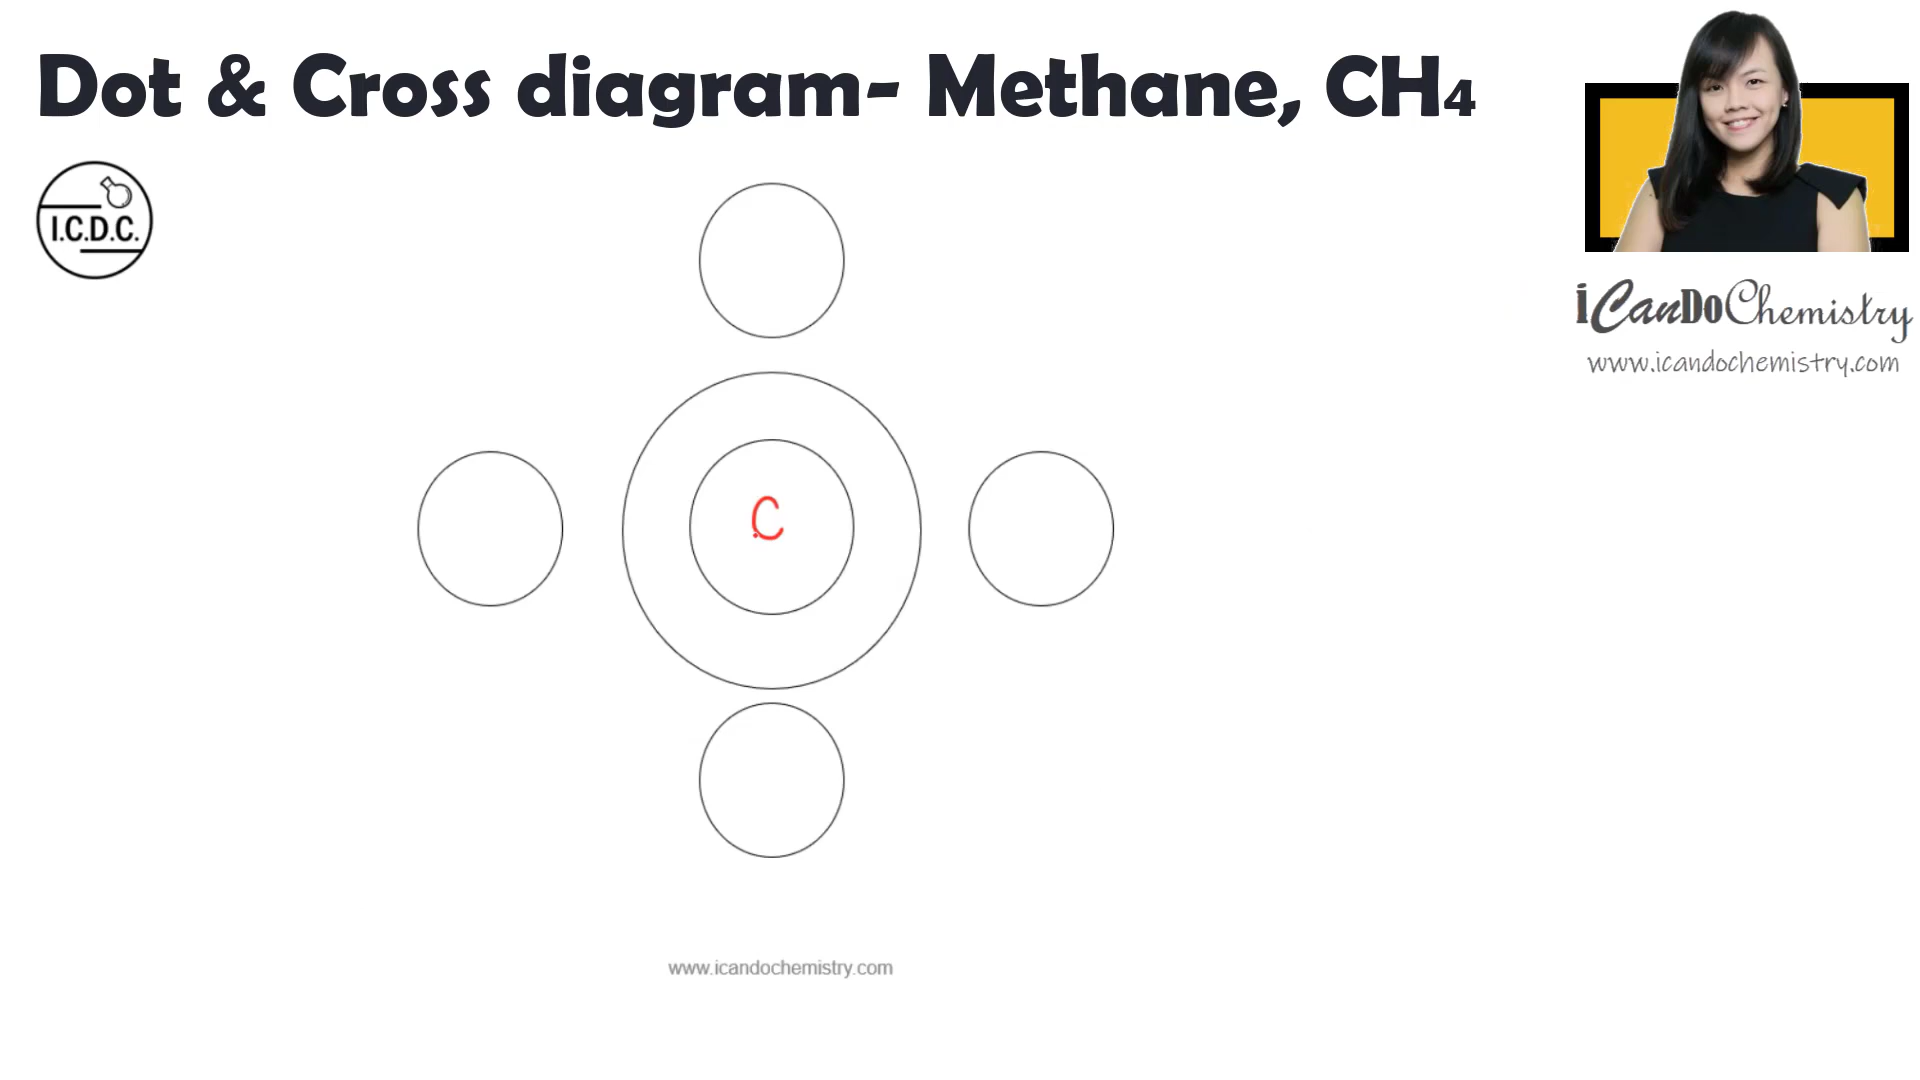 Dot & Cross diagram- Methane, CH₄
I.C.D.C.
iCanDoChemistry
www.icandochemistry.com
C
www.icandochemistry.com